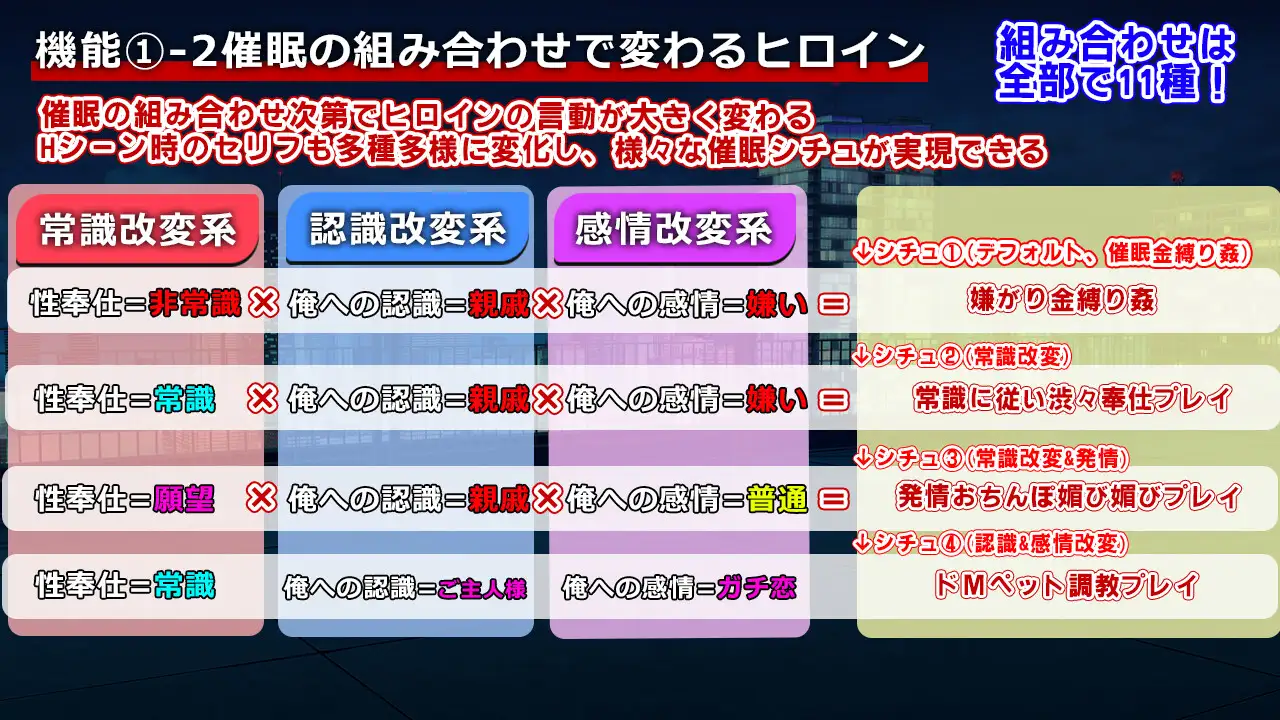 機能①-2催眠の組み合わせで変わるヒロイン
組み合わせは
全部で11種！
催眠の組み合わせ次第でヒロインの言動が大きく変わる
Hシーン時のセリフも多種多様に変化し、様々な催眠シチュが実現できる
常識改変系
認識改変系
感情改変系
↓シチュ①(デフォルト、催眠金縛り姦)
性奉仕=非常識 × 俺への認識=親戚 × 俺への感情=嫌い = 嫌がり金縛り姦
↓シチュ②(常識改変)
性奉仕=常識 × 俺への認識=親戚 × 俺への感情=嫌い = 常識に従い渋々奉仕プレイ
↓シチュ③(常識改変&発情)
性奉仕=願望 × 俺への認識=親戚 × 俺への感情=普通 = 発情おちんぽ媚び媚びプレイ
↓シチュ④(認識&感情改変)
性奉仕=常識 俺への認識=ご主人様 俺への感情=ガチ恋 ドMペット調教プレイ